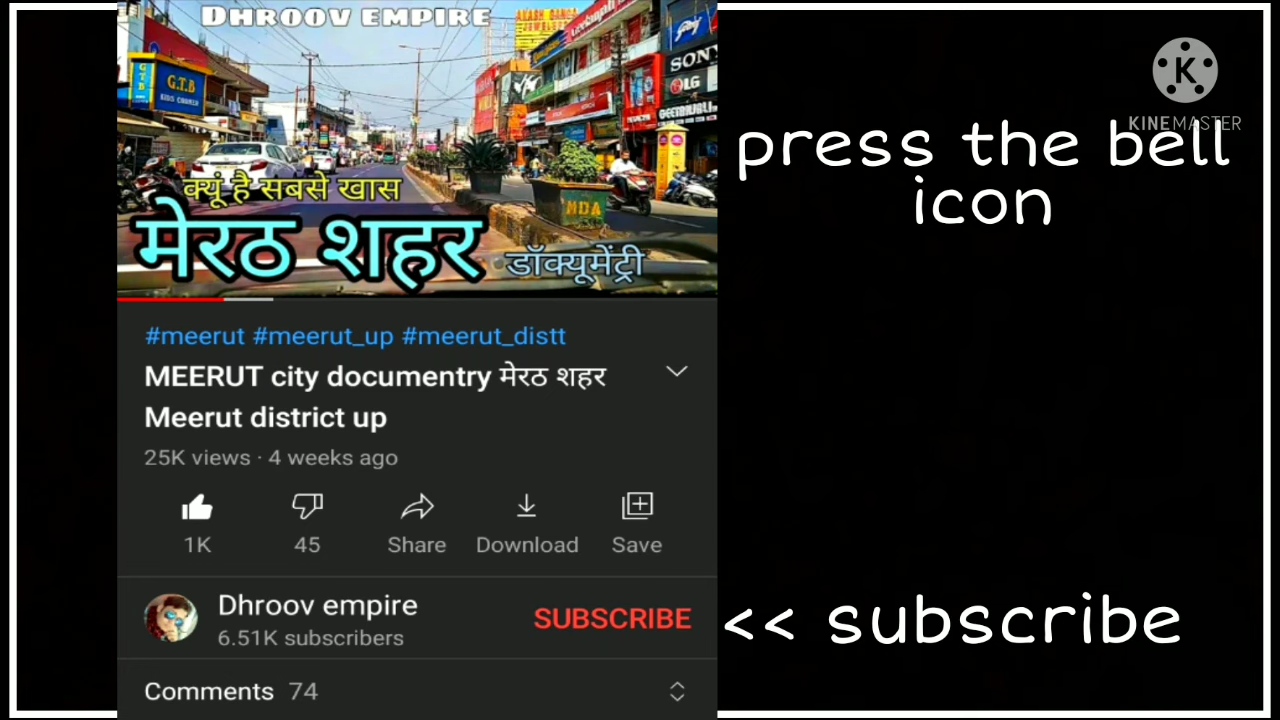 DHROOV EMPIRE
G.T.B
GTB
SONY
LG
GEETANJALI
MDA
क्यूं है सबसे खास
मेरठ शहर
डॉक्यूमेंट्री
#meerut #meerut_up #meerut_distt
MEERUT city documentry मेरठ शहर
Meerut district up
25K views · 4 weeks ago
1K
45
Share
Download
Save
Dhroov empire
6.51K subscribers
SUBSCRIBE
Comments 74
K
KINEMASTER
press the bell
icon
<< subscribe